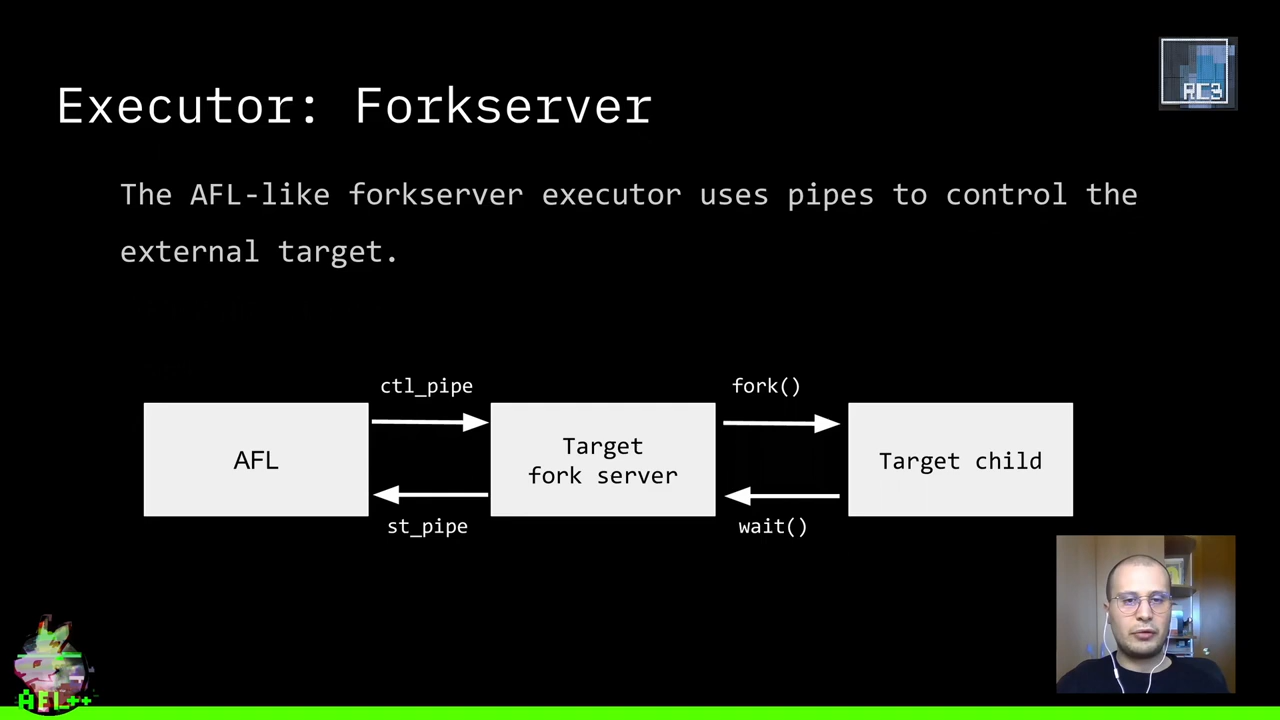 RC3
Executor: Forkserver
The AFL-like forkserver executor uses pipes to control the
external target.
ctl_pipe
fork()
AFL
Target
fork server
Target child
st_pipe
wait()
AFL++